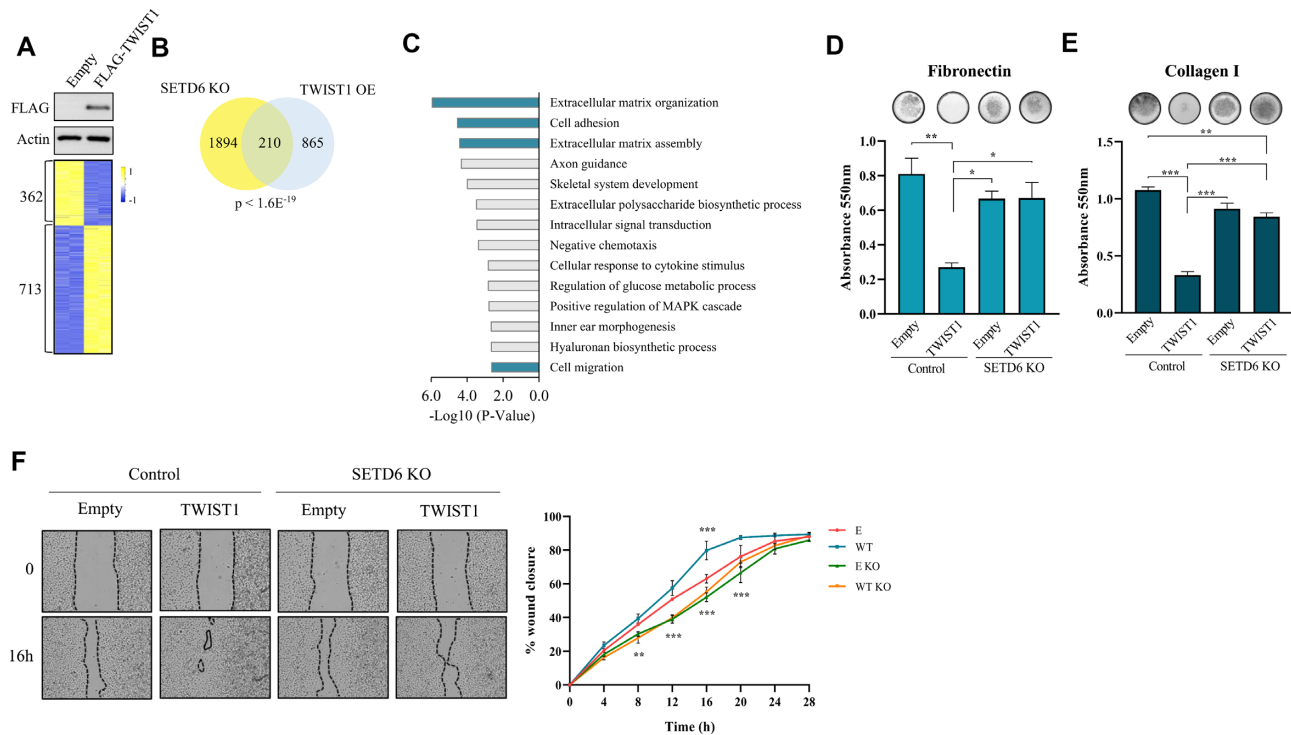 A
Empty
FLAG-TWIST1
FLAG
Actin
362
713
1
-1
B
SETD6 KO
TWIST1 OE
1894
210
865
p < 1.6E-19
C
Extracellular matrix organization
Cell adhesion
Extracellular matrix assembly
Axon guidance
Skeletal system development
Extracellular polysaccharide biosynthetic process
Intracellular signal transduction
Negative chemotaxis
Cellular response to cytokine stimulus
Regulation of glucose metabolic process
Positive regulation of MAPK cascade
Inner ear morphogenesis
Hyaluronan biosynthetic process
Cell migration
6.0 4.0 2.0 0.0
-Log10 (P-Value)
D
Fibronectin
Absorbance 550nm
1.0
0.8
0.6
0.4
0.2
0.0
**
*
*
Empty
TWIST1
Empty
TWIST1
Control
SETD6 KO
E
Collagen I
Absorbance 550nm
1.5
1.0
0.5
0.0
**
***
***
***
Empty
TWIST1
Empty
TWIST1
Control
SETD6 KO
F
Control
SETD6 KO
Empty
TWIST1
Empty
TWIST1
0
16h
% wound closure
100
80
60
40
20
0
***
***
***
***
**
0 4 8 12 16 20 24 28
Time (h)
E
WT
E KO
WT KO